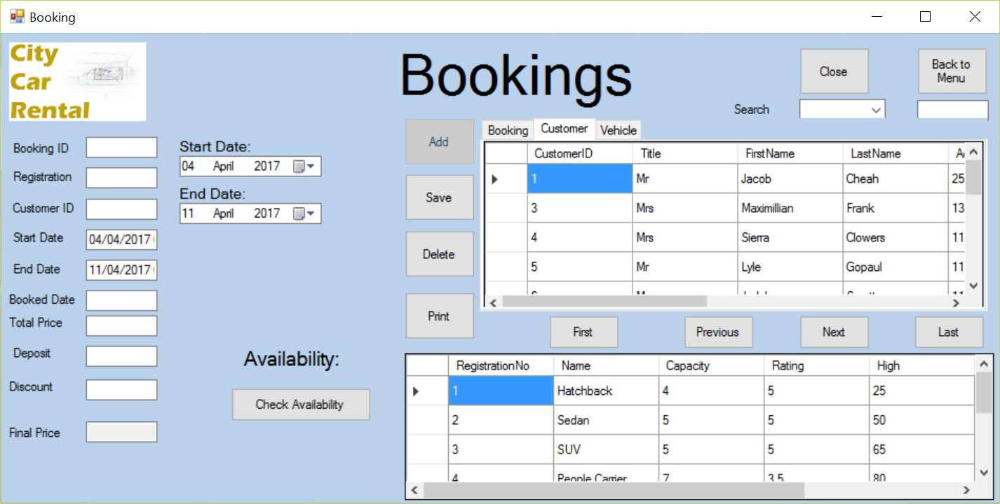 Booking
City
Car
Rental
Bookings
Close
Back to
Menu
Search
Booking ID
Registration
Customer ID
Start Date 04/04/2017
End Date 11/04/2017
Booked Date
Total Price
Deposit
Discount
Final Price
Start Date:
04 April 2017
End Date:
11 April 2017
Availability:
Check Availability
Add
Save
Delete
Print
Booking Customer Vehicle
CustomerID Title FirstName LastName
1 Mr Jacob Cheah 25
3 Mrs Maximillian Frank 13
4 Mrs Sierra Clowers 11
5 Mr Lyle Gopaul 11
First Previous Next Last
RegistrationNo Name Capacity Rating High
1 Hatchback 4 5 25
2 Sedan 5 5 50
3 SUV 5 5 65
4 People Carrier 7 3.5 80